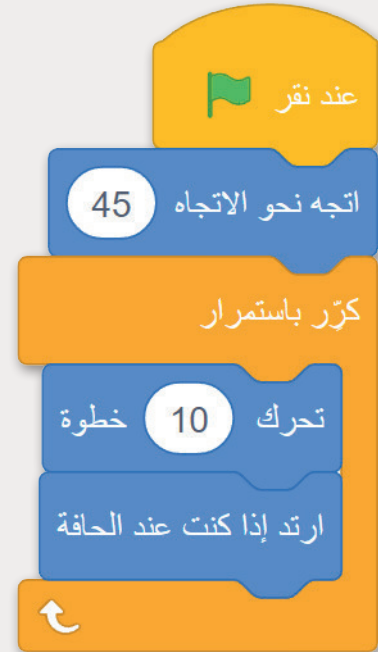 عند نقر
اتجه نحو الاتجاه 45
كرّر باستمرار
تحرك 10 خطوة
ارتد إذا كنت عند الحافة